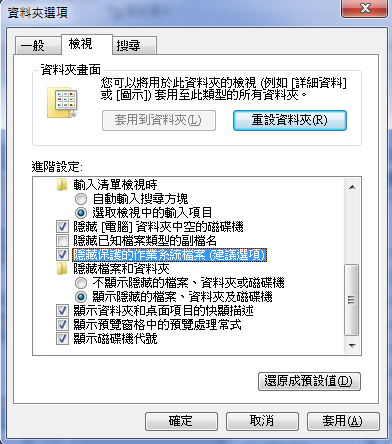 資料夾選項
一般
檢視
搜尋
資料夾畫面
您可以將用於此資料夾的檢視 (例如 [詳細資料]
或 [圖示]) 套用至此類型的所有資料夾。
套用到資料夾(L)
重設資料夾(R)
進階設定:
輸入清單檢視時
自動輸入搜尋方塊
選取檢視中的輸入項目
隱藏 [電腦] 資料夾中空的磁碟機
隱藏已知檔案類型的副檔名
隱藏保護的作業系統檔案 (建議選項)
隱藏檔案和資料夾
不顯示隱藏的檔案、資料夾或磁碟機
顯示隱藏的檔案、資料夾及磁碟機
顯示資料夾和桌面項目的快顯描述
顯示預覽窗格中的預覽處理常式
顯示磁碟機代號
還原成預設值(D)
確定
取消
套用(A)